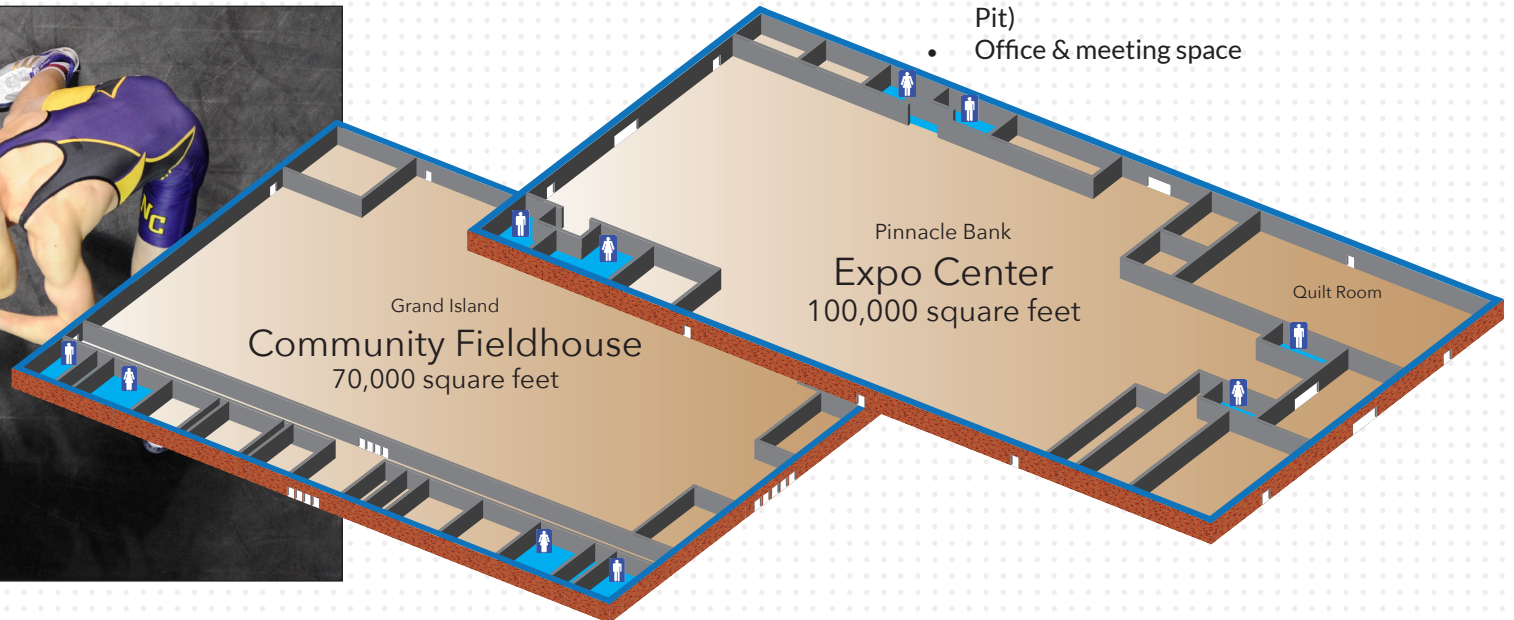 Pit)
• Office & meeting space
Pinnacle Bank
Expo Center
100,000 square feet
Quilt Room
Grand Island
Community Fieldhouse
70,000 square feet
NC